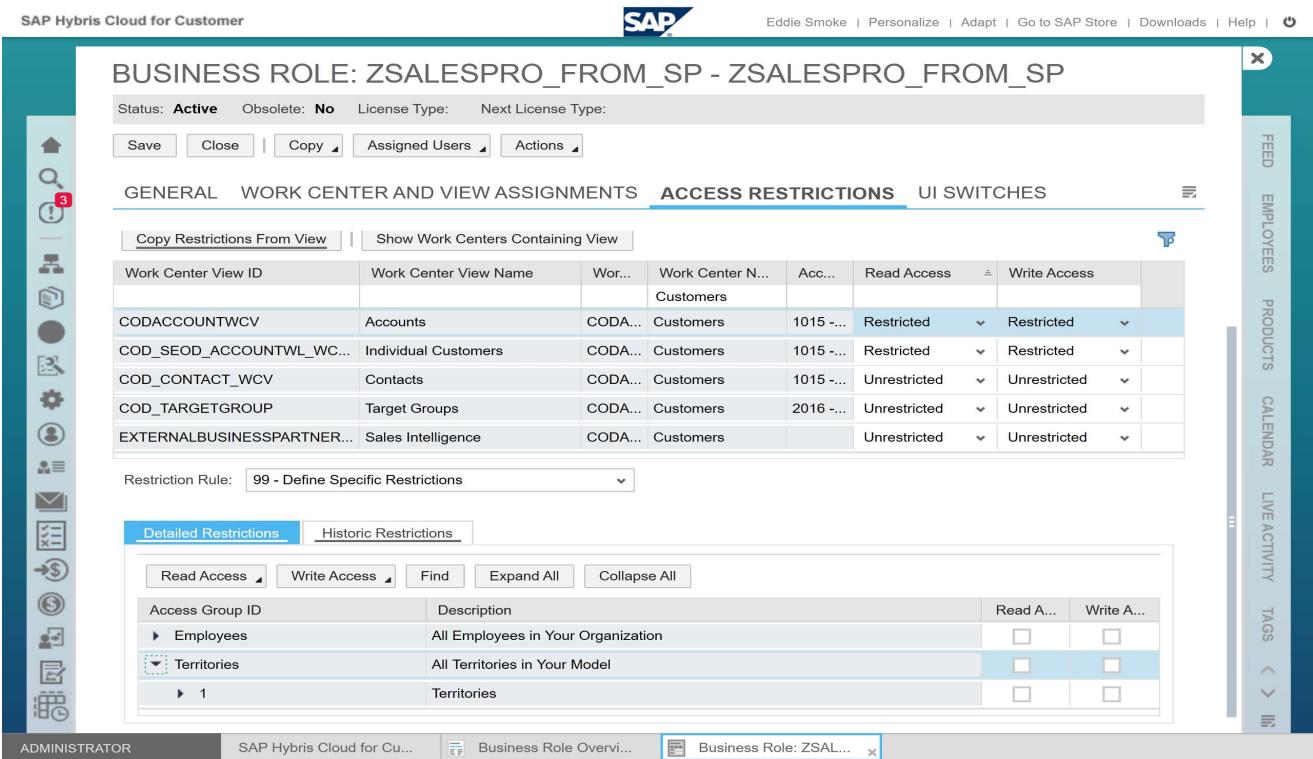 SAP Hybris Cloud for Customer
SAP
Eddie Smoke | Personalize | Adapt | Go to SAP Store | Downloads | Help |
BUSINESS ROLE: ZSALESPRO_FROM_SP - ZSALESPRO_FROM_SP
Status: Active Obsolete: No License Type: Next License Type:
Save Close | Copy Assigned Users Actions
GENERAL WORK CENTER AND VIEW ASSIGNMENTS ACCESS RESTRICTIONS UI SWITCHES
Copy Restrictions From View | Show Work Centers Containing View
Work Center View ID Work Center View Name Wor... Work Center N... Acc... Read Access Write Access
Customers
CODACCOUNTWCV Accounts CODA... Customers 1015 -... Restricted Restricted
COD_SEOD_ACCOUNTWL_WC... Individual Customers CODA... Customers 1015 -... Restricted Restricted
COD_CONTACT_WCV Contacts CODA... Customers 1015 -... Unrestricted Unrestricted
COD_TARGETGROUP Target Groups CODA... Customers 2016 -... Unrestricted Unrestricted
EXTERNALBUSINESSPARTNER... Sales Intelligence CODA... Customers Unrestricted Unrestricted
Restriction Rule: 99 - Define Specific Restrictions
Detailed Restrictions Historic Restrictions
Read Access Write Access Find Expand All Collapse All
Access Group ID Description Read A... Write A...
Employees All Employees in Your Organization
Territories All Territories in Your Model
1 Territories
3
FEED
EMPLOYEES
PRODUCTS
CALENDAR
LIVE ACTIVITY
TAGS
ADMINISTRATOR SAP Hybris Cloud for Cu... Business Role Overvi... Business Role: ZSAL...